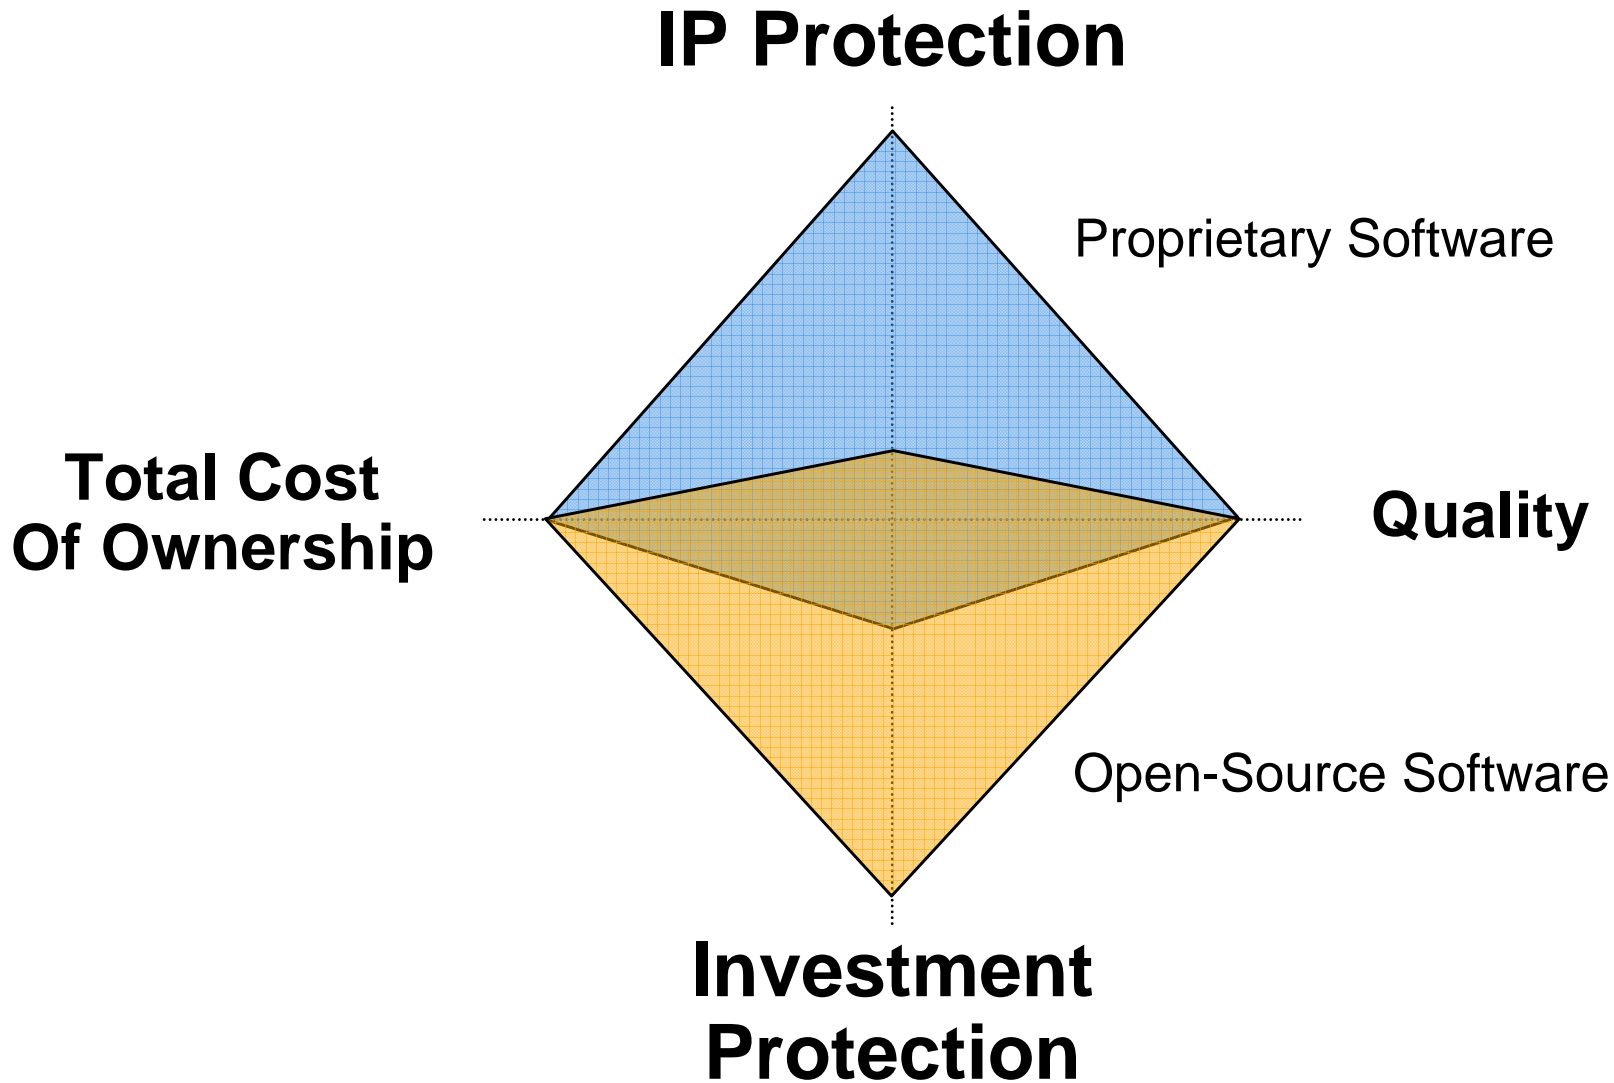 IP Protection
Proprietary Software
Total Cost
Of Ownership
Quality
Open-Source Software
Investment
Protection